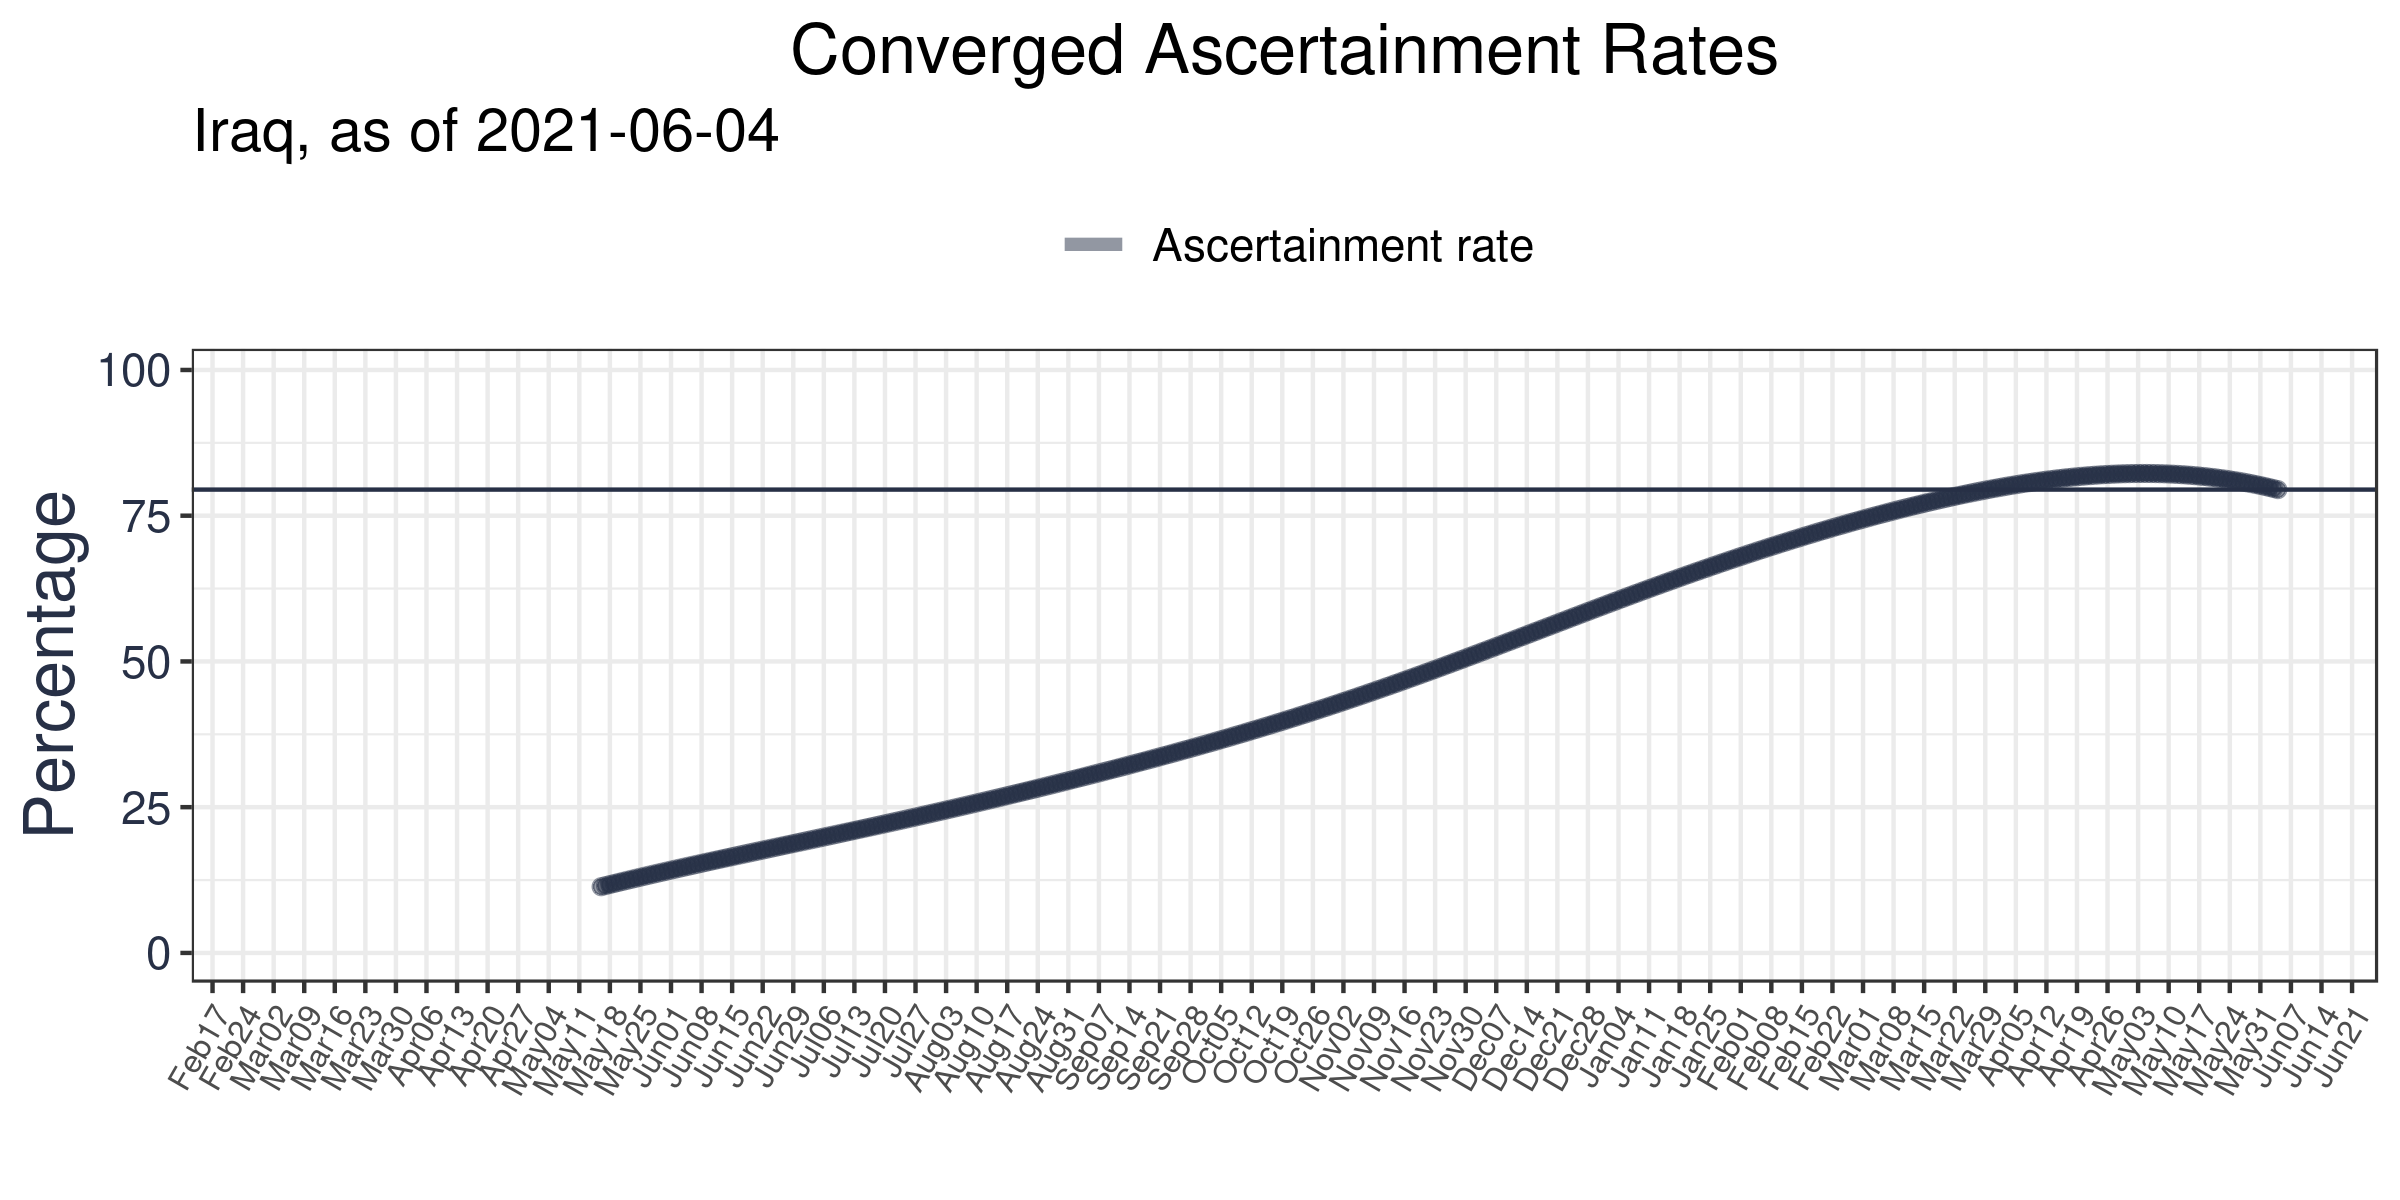 Converged Ascertainment Rates
Iraq, as of 2021-06-04
Ascertainment rate
Percentage
100
75
50
25
0
Feb17 Feb24 Mar02 Mar09 Mar16 Mar23 Mar30 Apr06 Apr13 Apr20 Apr27 May04 May11 May18 May25 Jun01 Jun08 Jun15 Jun22 Jun29 Jul06 Jul13 Jul20 Jul27 Aug03 Aug10 Aug17 Aug24 Aug31 Sep07 Sep14 Sep21 Sep28 Oct05 Oct12 Oct19 Oct26 Nov02 Nov09 Nov16 Nov23 Nov30 Dec07 Dec14 Dec21 Dec28 Jan04 Jan11 Jan18 Jan25 Feb01 Feb08 Feb15 Feb22 Mar01 Mar08 Mar15 Mar22 Mar29 Apr05 Apr12 Apr19 Apr26 May03 May10 May17 May24 May31 Jun07 Jun14 Jun21